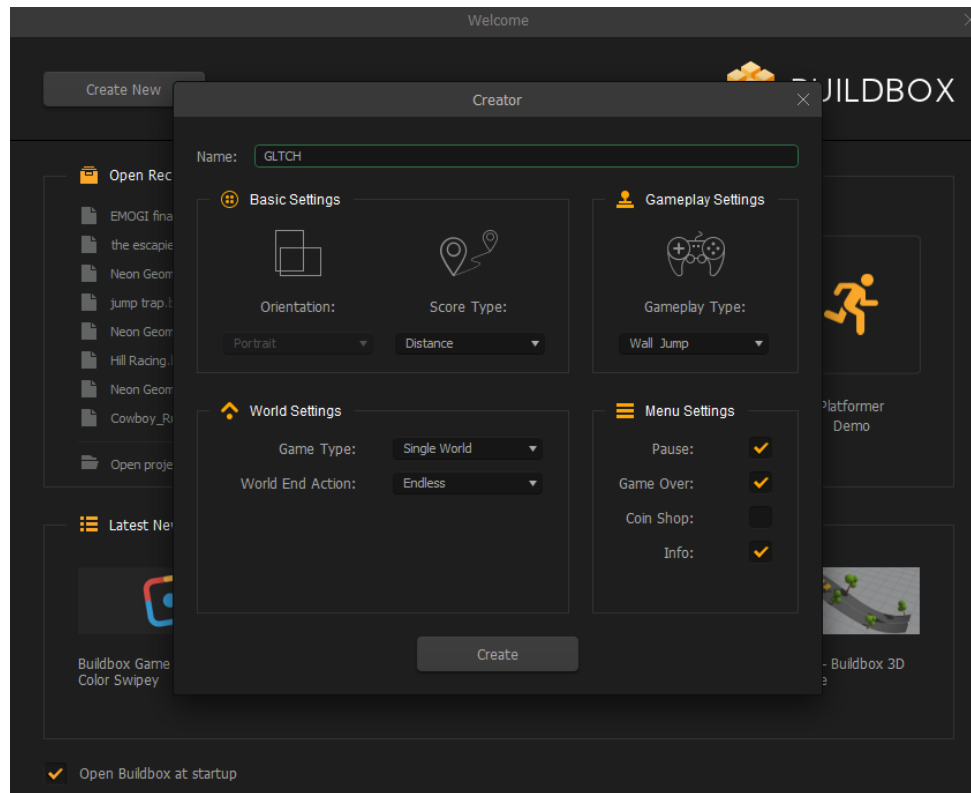 Welcome
Create New
BUILDBOX
Creator
Name: GLTCH
Open Rec
Basic Settings
Gameplay Settings
EMOGI fina
the escapie
Neon Geom
jump trap.
Neon Geom
Hill Racing.
Neon Geom
Cowboy_R
Open proje
Orientation:
Score Type:
Gameplay Type:
Portrait
Distance
Wall Jump
World Settings
Menu Settings
Game Type: Single World
Pause:
World End Action: Endless
Game Over:
Coin Shop:
Info:
Platformer
Demo
Latest Ne
Create
Buildbox Game
Color Swipey
- Buildbox 3D
Open Buildbox at startup